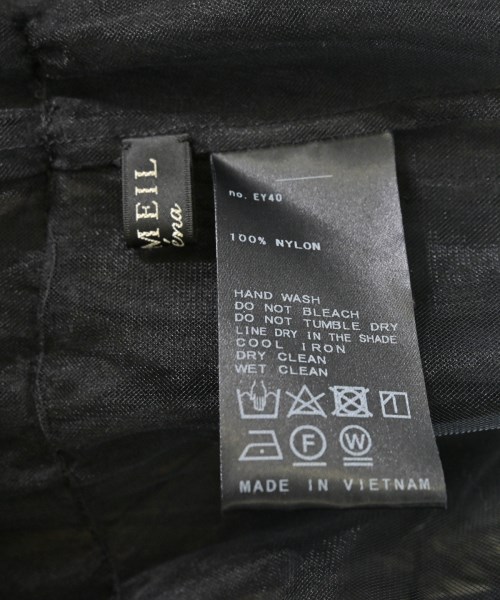 MEIL
éna
no. EY40
100% NYLON
HAND WASH
DO NOT BLEACH
DO NOT TUMBLE DRY
LINE DRY IN THE SHADE
COOL IRON
DRY CLEAN
WET CLEAN
F W
MADE IN VIETNAM